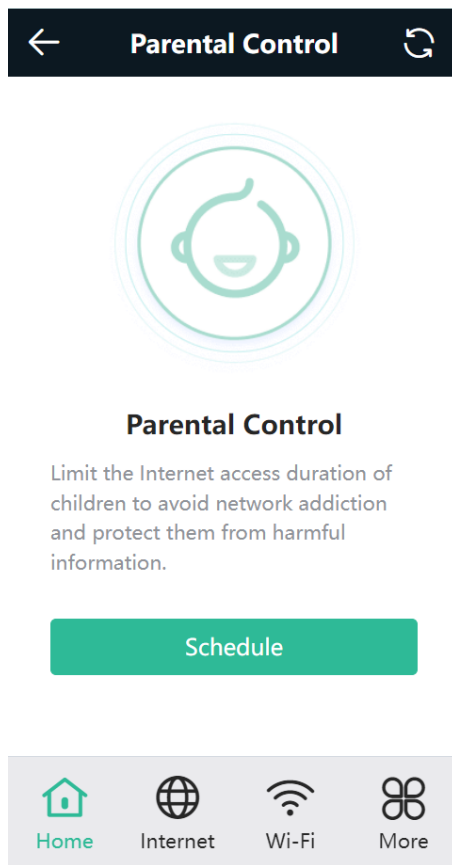 Parental Control
Parental Control
Limit the Internet access duration of
children to avoid network addiction
and protect them from harmful
information.
Schedule
Home Internet Wi-Fi More